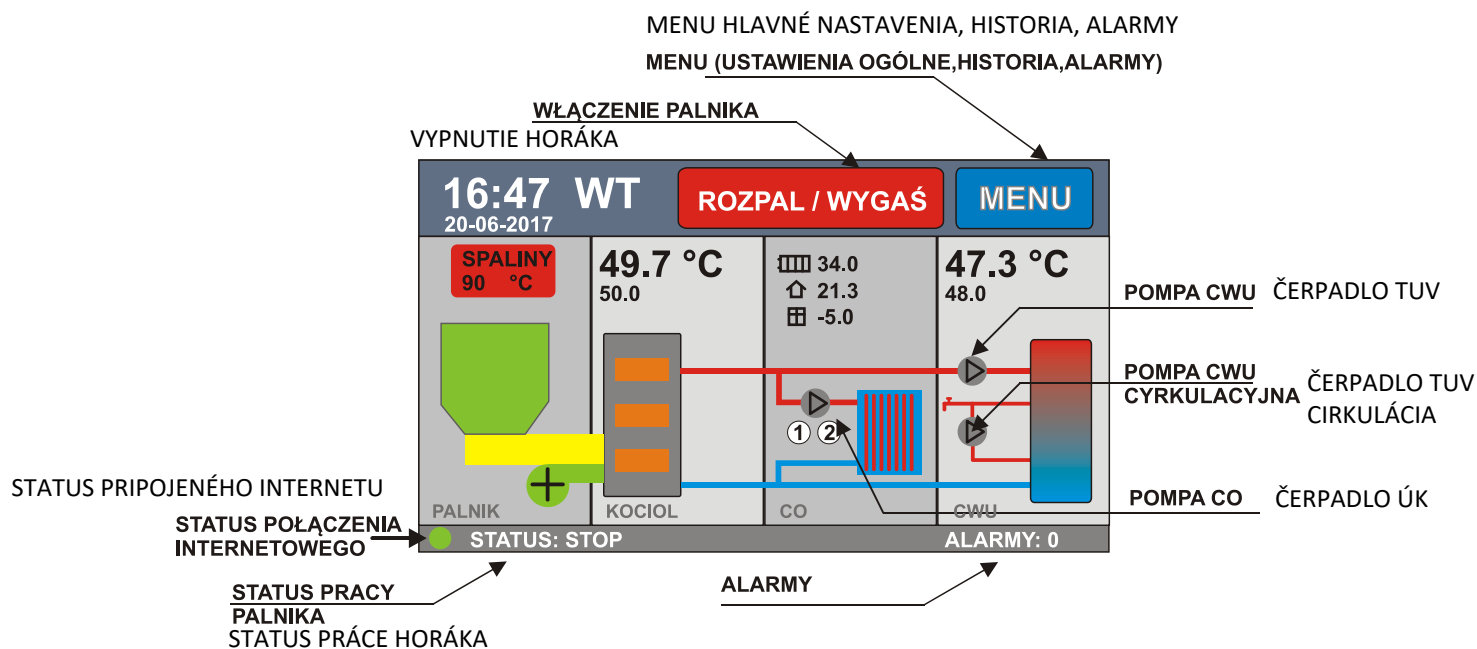 MENU HLAVNÉ NASTAVENIA, HISTORIA, ALARMY
MENU (USTAWIENIA OGÓLNE,HISTORIA,ALARMY)
WŁĄCZENIE PALNIKA
VYPNUTIE HORÁKA
16:47 WT
20-06-2017
ROZPAL / WYGAŚ
MENU
SPALINY
90 °C
49.7 °C
50.0
34.0
21.3
-5.0
47.3 °C
48.0
POMPA CWU
ČERPADLO TUV
POMPA CWU
CYRKULACYJNA
ČERPADLO TUV
CIRKULÁCIA
1 2
POMPA CO
ČERPADLO ÚK
STATUS PRIPOJENÉHO INTERNETU
STATUS POŁĄCZENIA
INTERNETOWEGO
PALNIK
KOCIOL
CO
CWU
STATUS: STOP
ALARMY: 0
STATUS PRACY
PALNIKA
STATUS PRÁCE HORÁKA
ALARMY